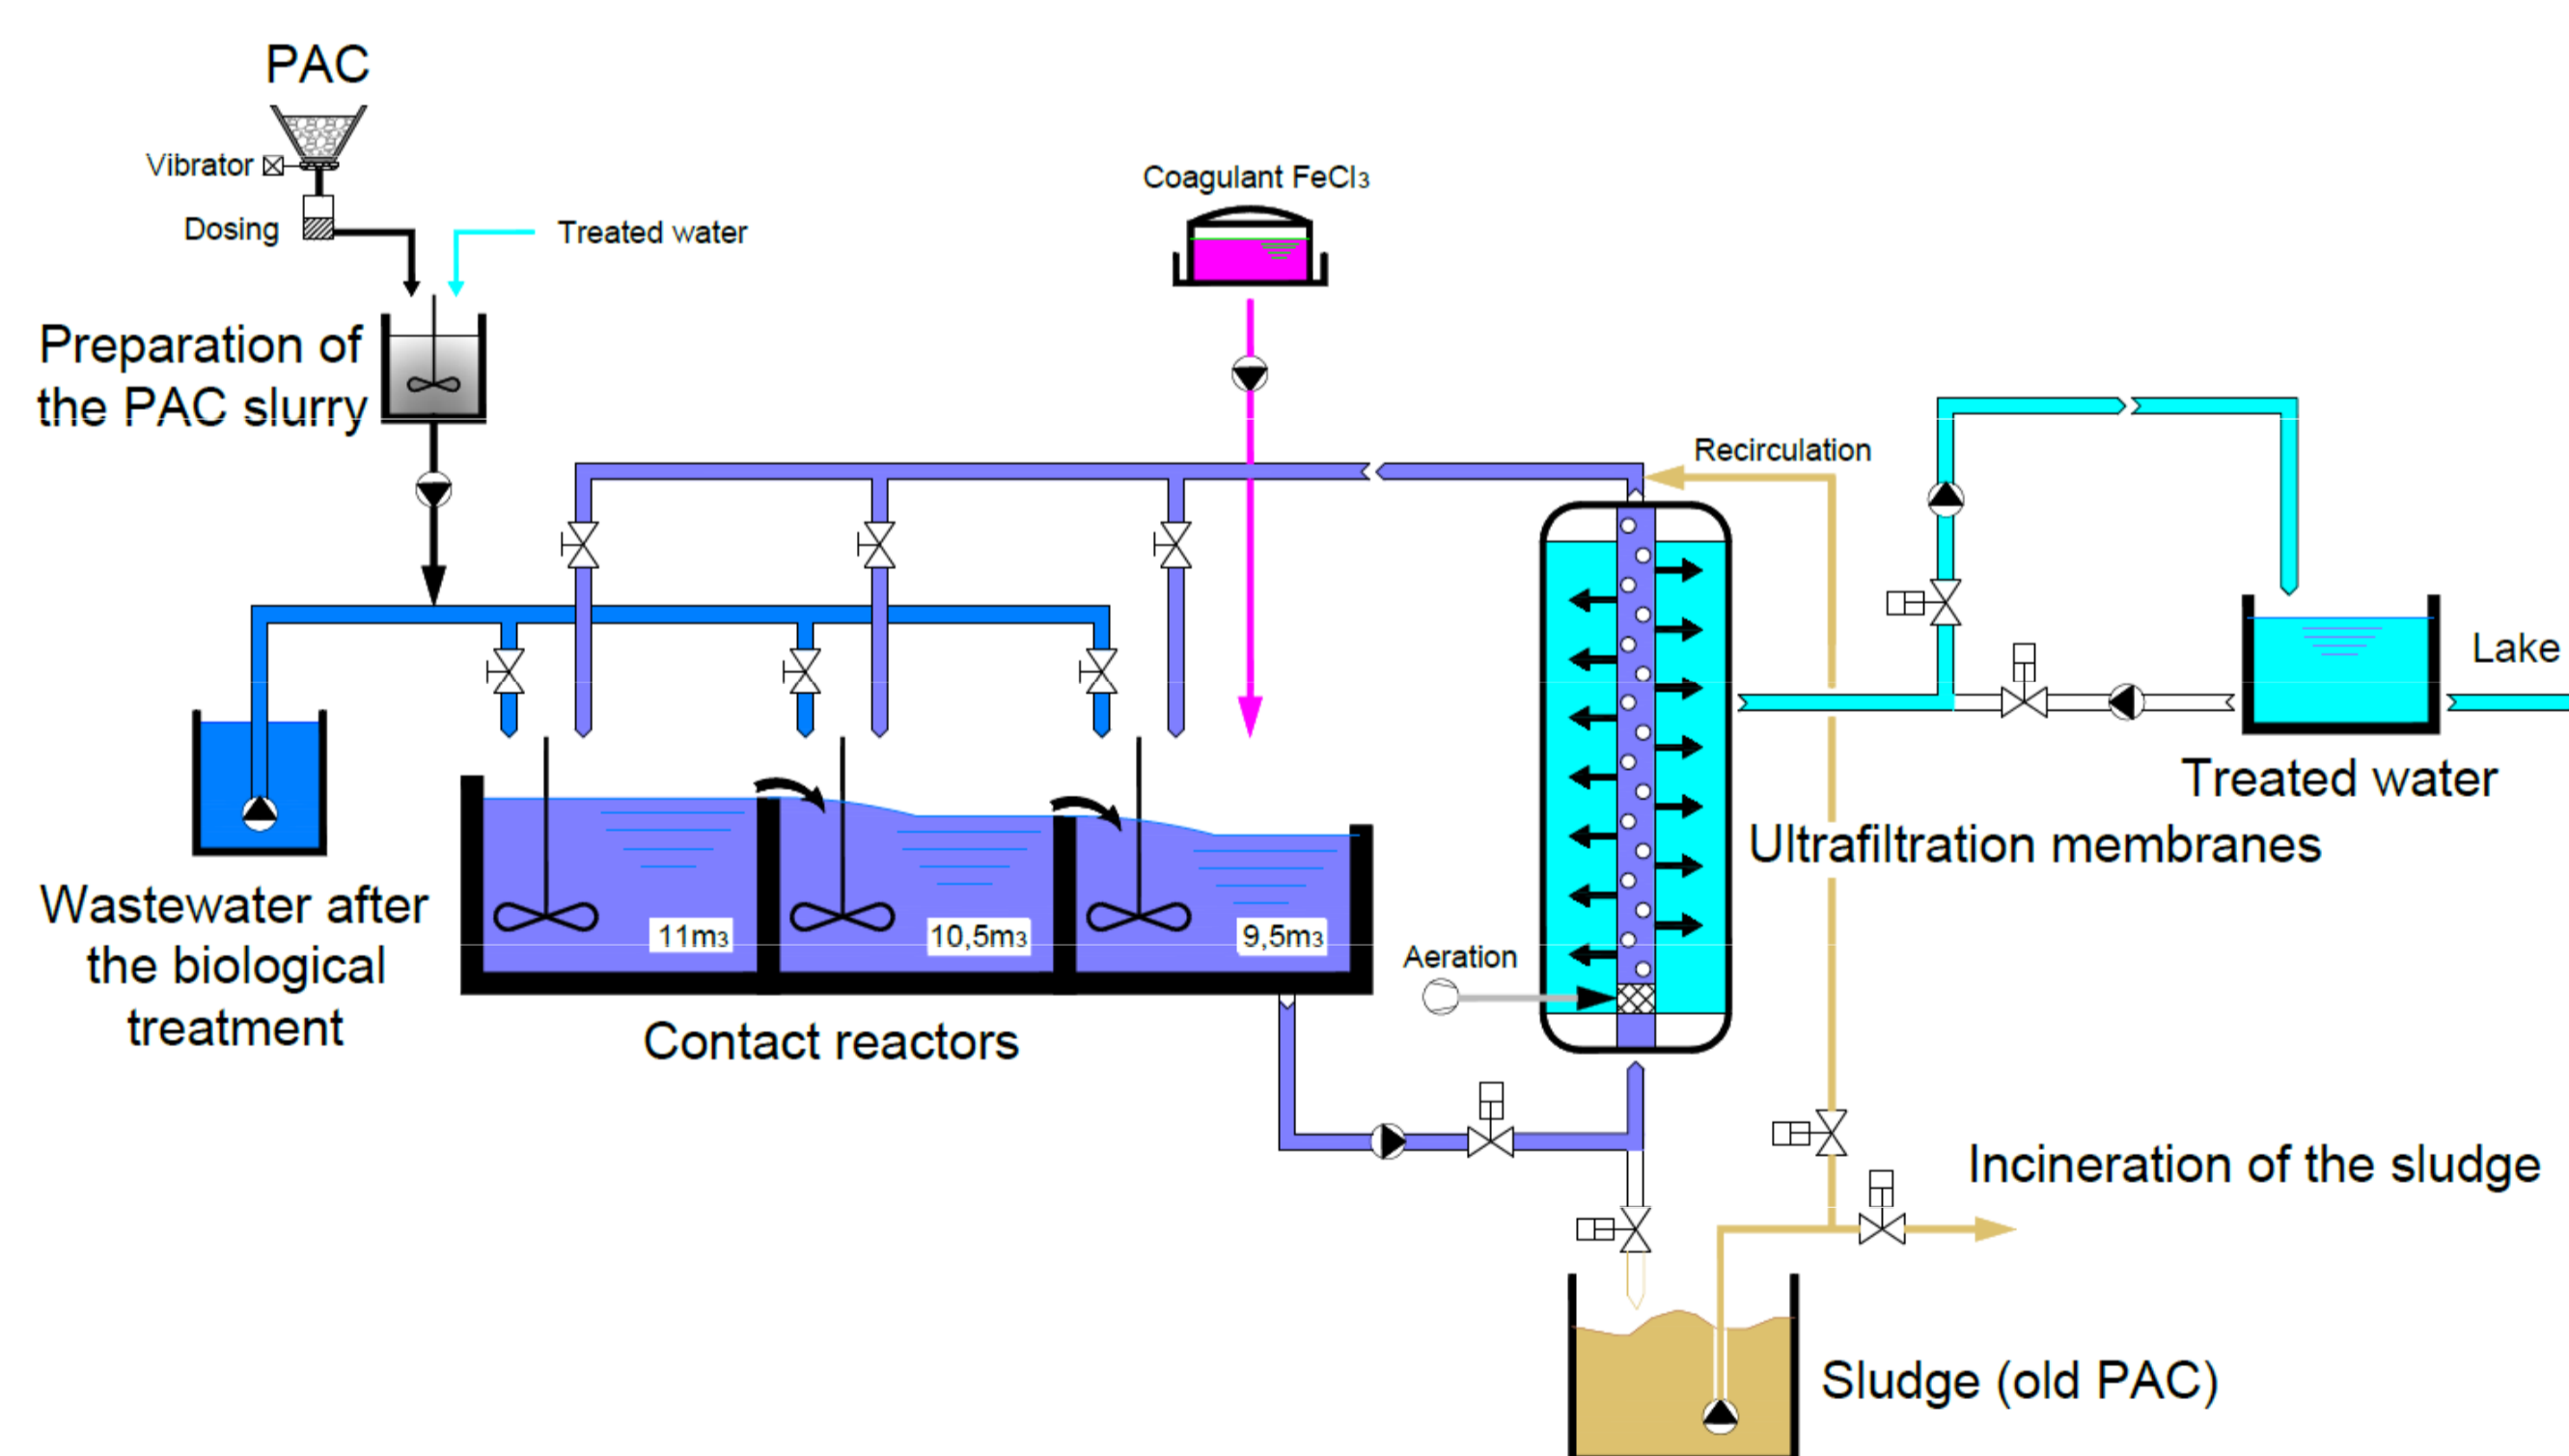 PAC
Vibrator
Dosing
Treated water
Coagulant FeCl3
Preparation of
the PAC slurry
Recirculation
Lake
Treated water
Ultrafiltration membranes
Wastewater after
the biological
treatment
11m3
10,5m3
9,5m3
Aeration
Contact reactors
Incineration of the sludge
Sludge (old PAC)